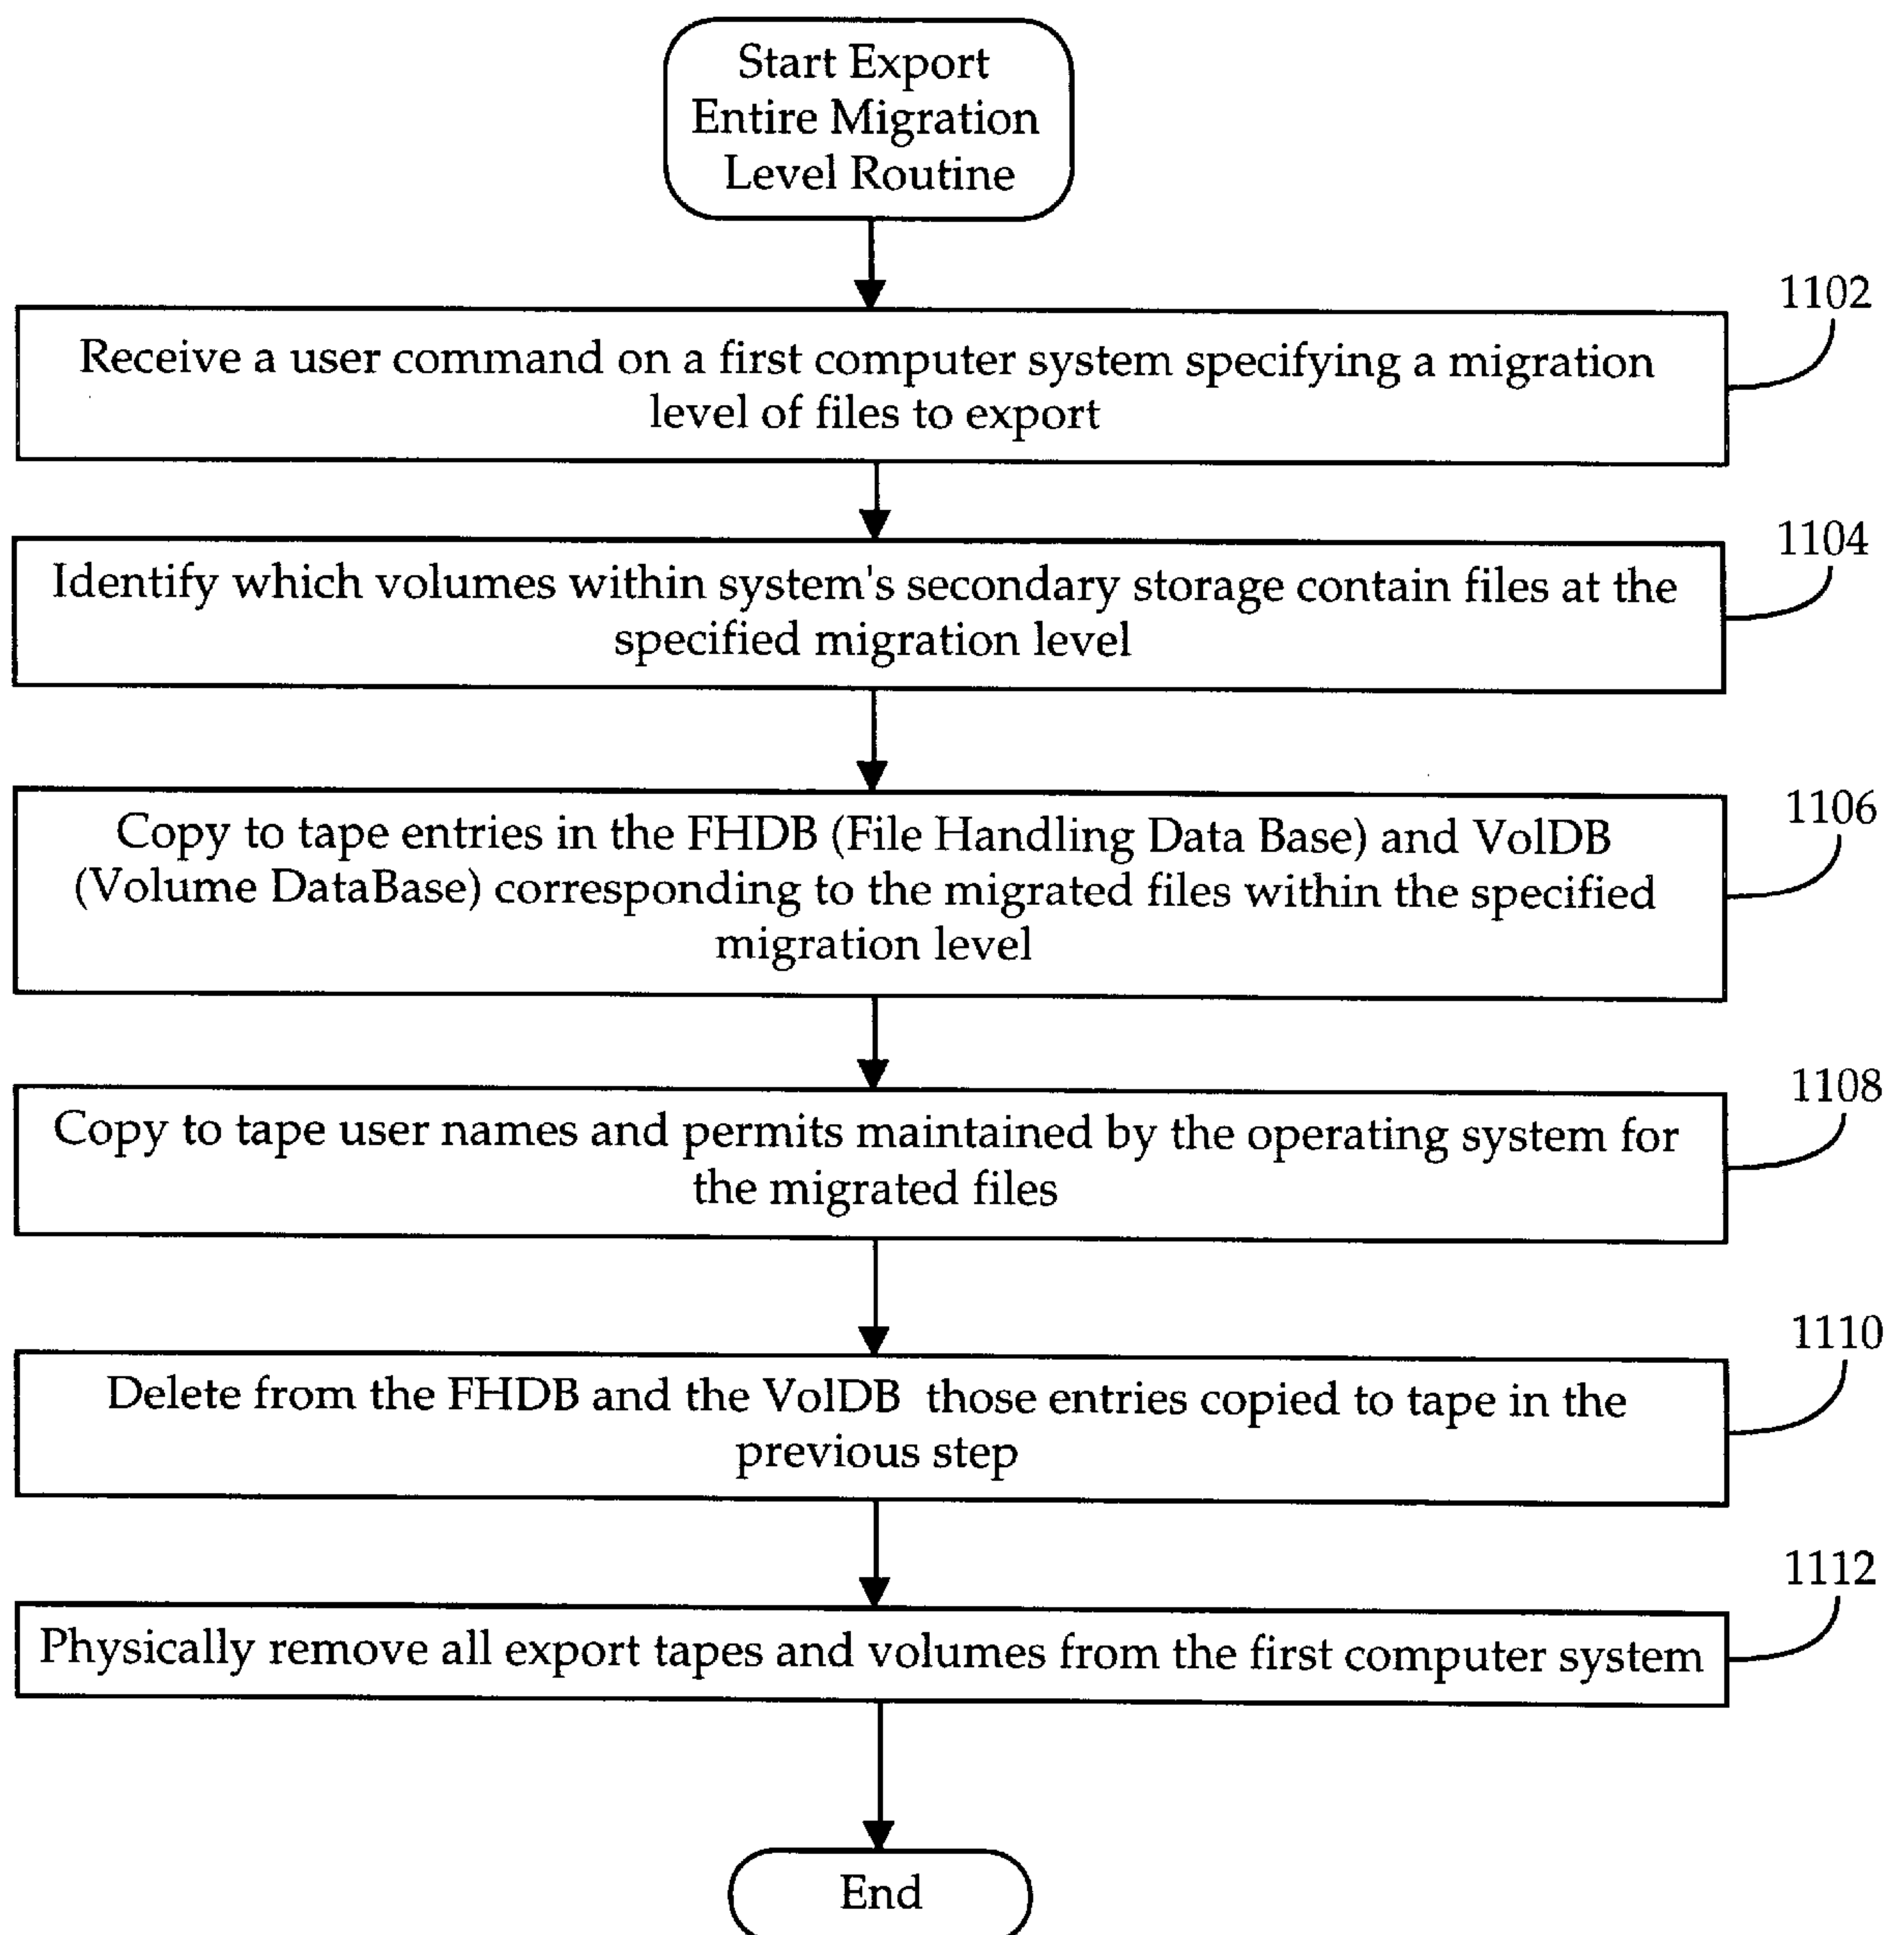 Start Export
Entire Migration
Level Routine
1102
Receive a user command on a first computer system specifying a migration
level of files to export
1104
Identify which volumes within system's secondary storage contain files at the
specified migration level
1106
Copy to tape entries in the FHDB (File Handling Data Base) and VolDB
(Volume DataBase) corresponding to the migrated files within the specified
migration level
1108
Copy to tape user names and permits maintained by the operating system for
the migrated files
1110
Delete from the FHDB and the VolDB those entries copied to tape in the
previous step
1112
Physically remove all export tapes and volumes from the first computer system
End